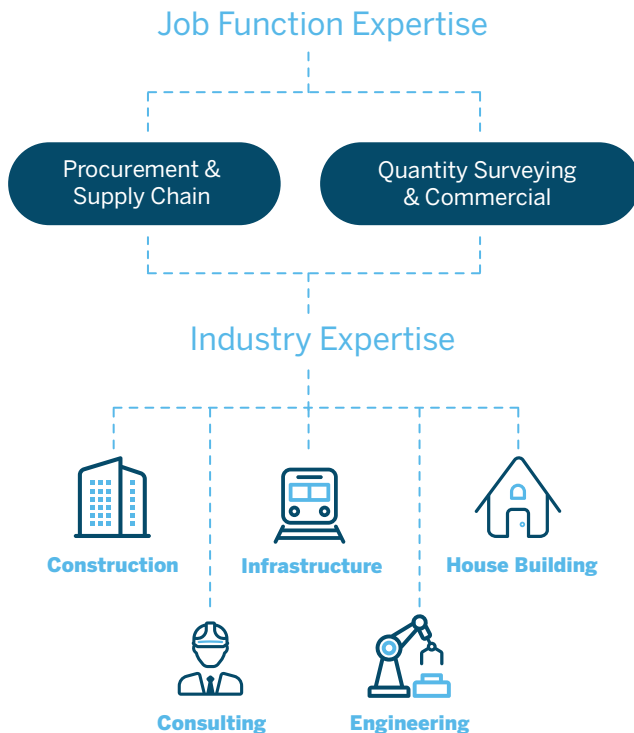 Job Function Expertise
Procurement &
Supply Chain
Quantity Surveying
& Commercial
Industry Expertise
Construction
Infrastructure
House Building
Consulting
Engineering